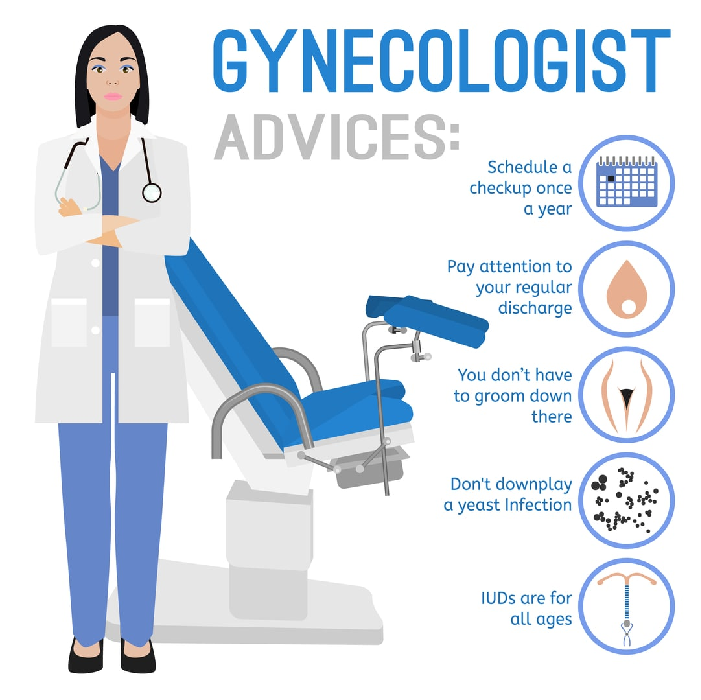 GYNECOLOGIST
ADVICES:
Schedule a
checkup once
a year
Pay attention to
your regular
discharge
You don’t have
to groom down
there
Don't downplay
a yeast Infection
IUDs are for
all ages